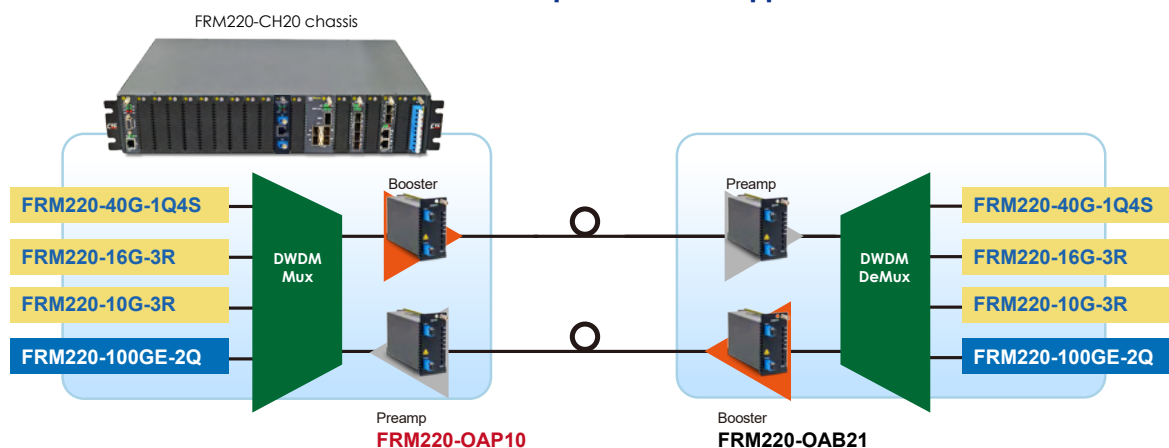 FRM220-CH20 chassis
Booster
Preamp
FRM220-40G-1Q4S
FRM220-16G-3R
FRM220-10G-3R
FRM220-100GE-2Q
DWDM
Mux
DWDM
DeMux
FRM220-40G-1Q4S
FRM220-16G-3R
FRM220-10G-3R
FRM220-100GE-2Q
Preamp
FRM220-OAP10
Booster
FRM220-OAB21